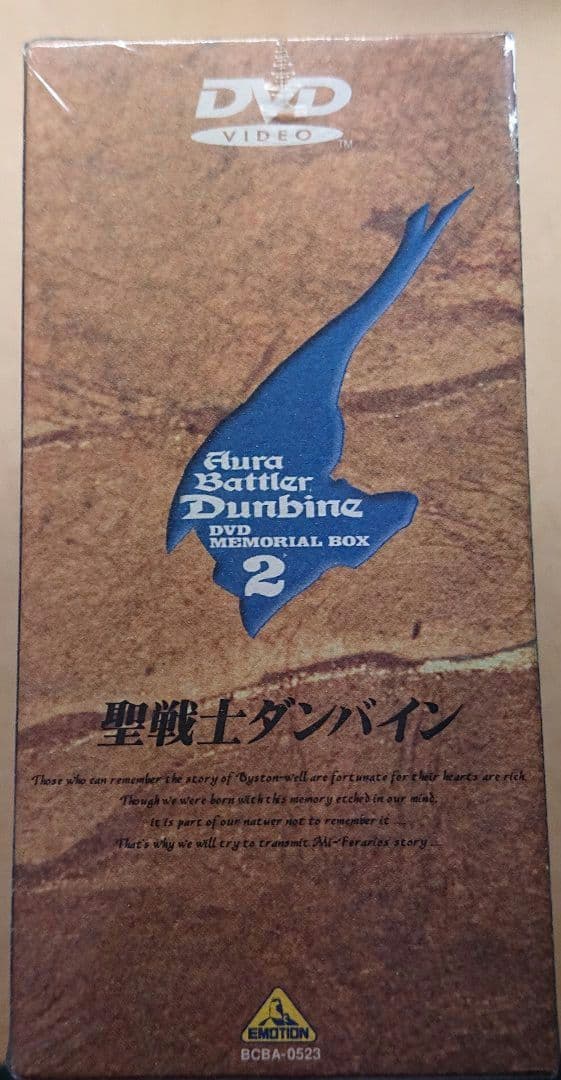 DVD
VIDEO
TM
Aura
Battler
Dunbine
DVD
MEMORIAL BOX
2
聖戦士ダンバイン
Those who can remember the story of Byston-well are fortunate for their hearts are rich.
Though we were born with this memory etched in our mind.
it is part of our natuer not to remember it ......
That's why we will try to transmit Mi-Ferarios story ....
EMOTION
BCBA-0523